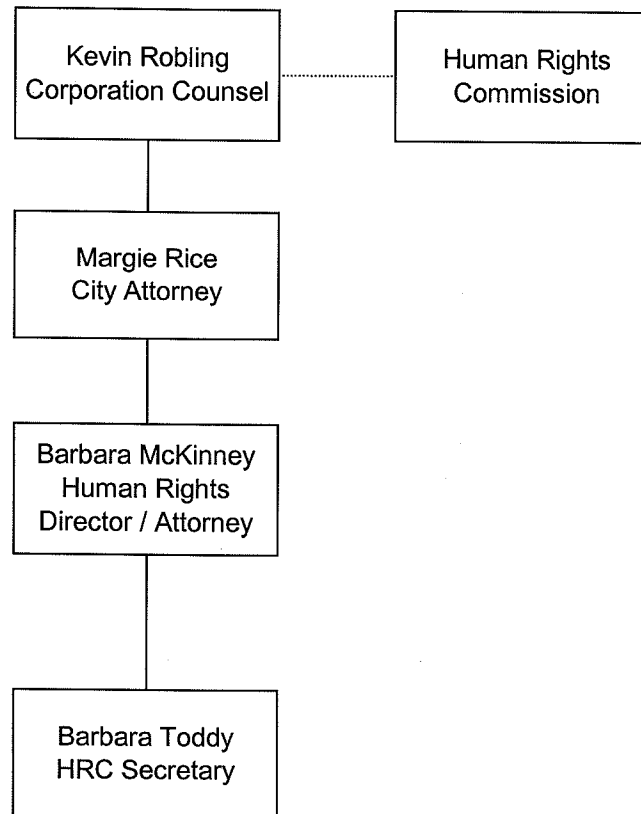 Kevin Robling
Corporation Counsel
Human Rights
Commission
Margie Rice
City Attorney
Barbara McKinney
Human Rights
Director / Attorney
Barbara Toddy
HRC Secretary